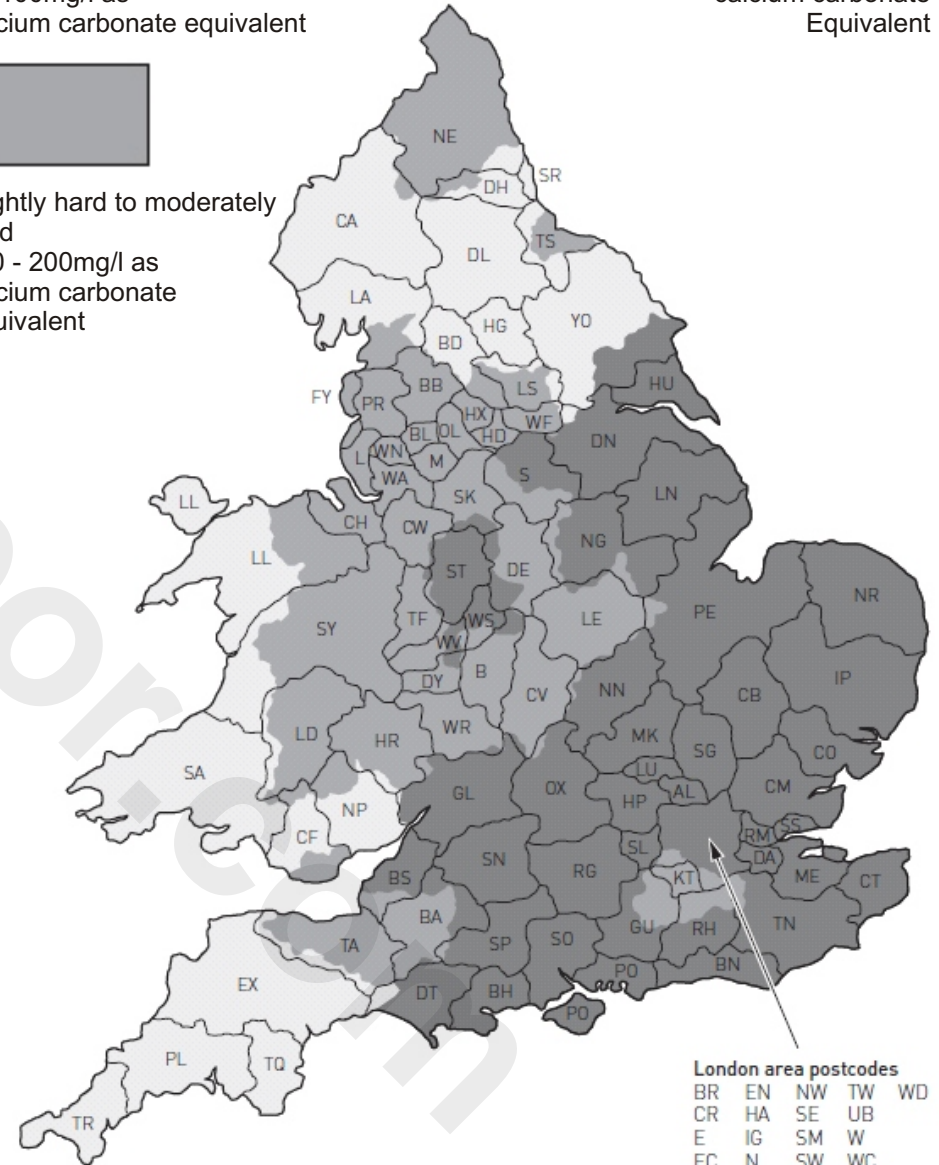 calcium carbonate
cium carbonate equivalent
Equivalent
ghtly hard to moderately
d
0 - 200mg/l as
cium carbonate
uivalent
NE
SR
DH
CA
TS
DL
LA
HG
YO
BD
HU
BB
LS
FY
PR
HX
WF
DN
BL
OL
HD
WN
L
M
S
WA
LN
SK
LL
CH
CW
NG
LL
ST
DE
NR
PE
TF
WS
LE
SY
WV
B
IP
DY
NN
CB
CV
LD
HR
WR
MK
SG
CO
SA
LU
GL
OX
HP
AL
CM
NP
CF
RM
SS
SL
DA
SN
RG
KT
ME
CT
BS
BA
GU
RH
TN
TA
SP
SO
BN
EX
DT
BH
PO
PO
PL
TQ
TR
London area postcodes
BR EN NW TW WD
CR HA SE UB
E IG SM W
EC N SW WC
or.com